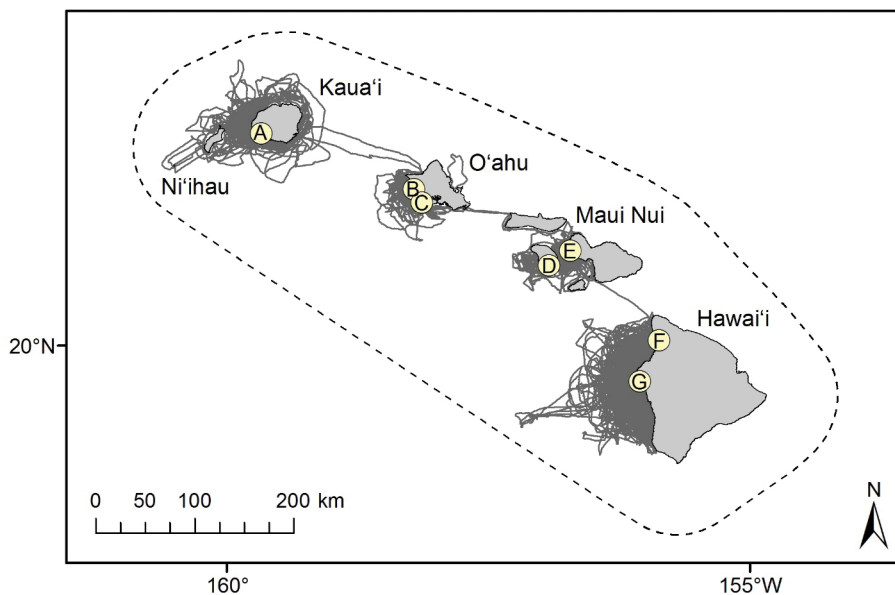 Kaua‘i
A
Ni‘ihau
O‘ahu
B
C
Maui Nui
E
D
Hawai‘i
F
G
20°N
0 50 100 200 km
N
160° 155°W